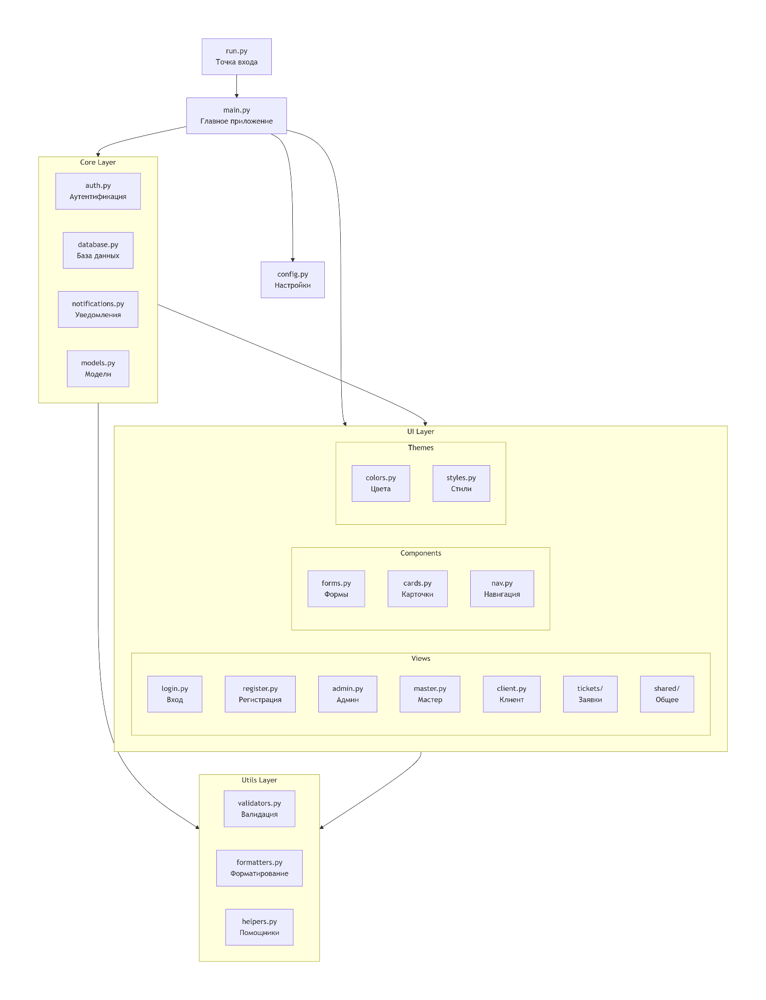 run.py
Точка входа
main.py
Главное приложение
Core Layer
auth.py
Аутентификация
database.py
База данных
notifications.py
Уведомления
models.py
Модели
config.py
Настройки
UI Layer
Themes
colors.py
Цвета
styles.py
Стили
Components
forms.py
Формы
cards.py
Карточки
nav.py
Навигация
Views
login.py
Вход
register.py
Регистрация
admin.py
Админ
master.py
Мастер
client.py
Клиент
tickets/
Заявки
shared/
Общее
Utils Layer
validators.py
Валидация
formatters.py
Форматирование
helpers.py
Помощники